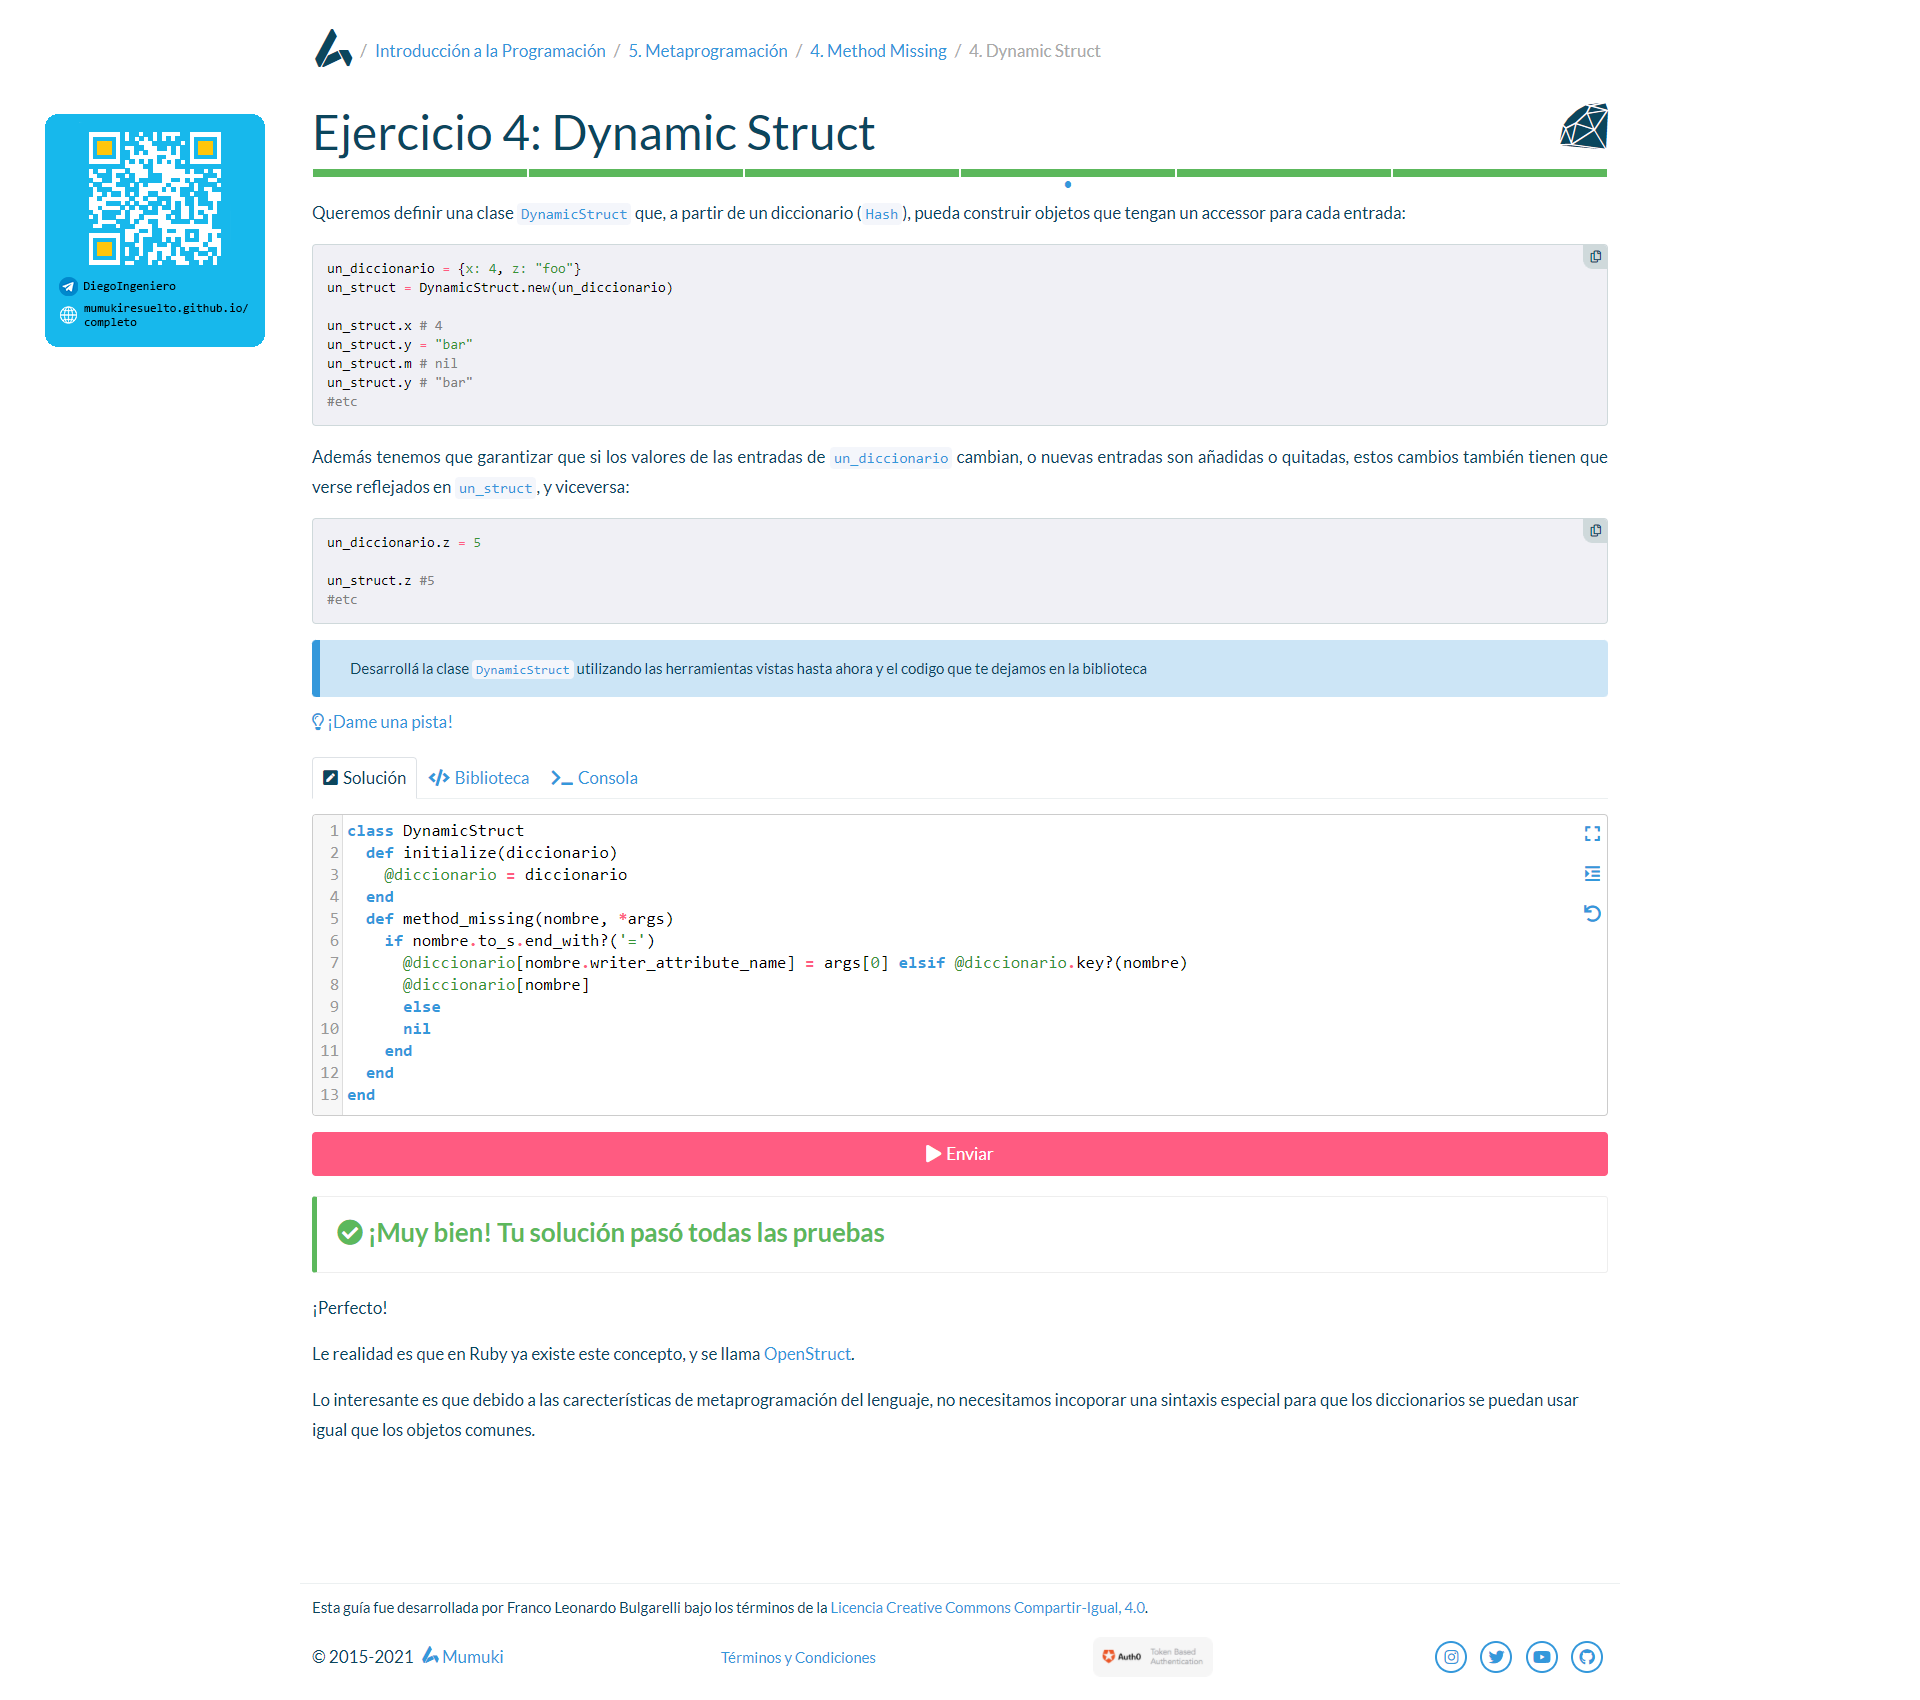 / Introducción a la Programación / 5. Metaprogramación / 4. Method Missing / 4. Dynamic Struct
DiegoIngeniero
mumukiresuelto.github.io/
completo
Ejercicio 4: Dynamic Struct
Queremos definir una clase DynamicStruct que, a partir de un diccionario ( Hash ), pueda construir objetos que tengan un accessor para cada entrada:
un_diccionario = {x: 4, z: "foo"}
un_struct = DynamicStruct.new(un_diccionario)
un_struct.x # 4
un_struct.y = "bar"
un_struct.m # nil
un_struct.y # "bar"
#etc
Además tenemos que garantizar que si los valores de las entradas de un_diccionario cambian, o nuevas entradas son añadidas o quitadas, estos cambios también tienen que
verse reflejados en un_struct , y viceversa:
un_diccionario.z = 5
un_struct.z #5
#etc
Desarrollá la clase DynamicStruct utilizando las herramientas vistas hasta ahora y el codigo que te dejamos en la biblioteca
¡Dame una pista!
Solución Biblioteca Consola
1 class DynamicStruct
2 def initialize(diccionario)
3 @diccionario = diccionario
4 end
5 def method_missing(nombre, *args)
6 if nombre.to_s.end_with?('=')
7 @diccionario[nombre.writer_attribute_name] = args[0] elsif @diccionario.key?(nombre)
8 @diccionario[nombre]
9 else
10 nil
11 end
12 end
13 end
Enviar
¡Muy bien! Tu solución pasó todas las pruebas
¡Perfecto!
Le realidad es que en Ruby ya existe este concepto, y se llama OpenStruct.
Lo interesante es que debido a las carecterísticas de metaprogramación del lenguaje, no necesitamos incoporar una sintaxis especial para que los diccionarios se puedan usar
igual que los objetos comunes.
Esta guía fue desarrollada por Franco Leonardo Bulgarelli bajo los términos de la Licencia Creative Commons Compartir-Igual, 4.0.
© 2015-2021 Mumuki
Términos y Condiciones
Auth0 Token Based
Authentication